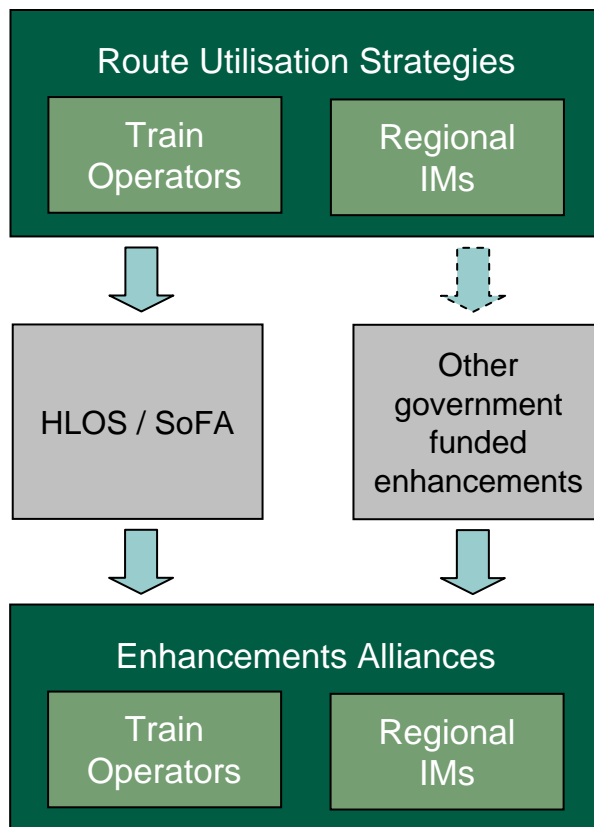 Route Utilisation Strategies
Train
Operators
Regional
IMs
HLOS / SoFA
Other
government
funded
enhancements
Enhancements Alliances
Train
Operators
Regional
IMs